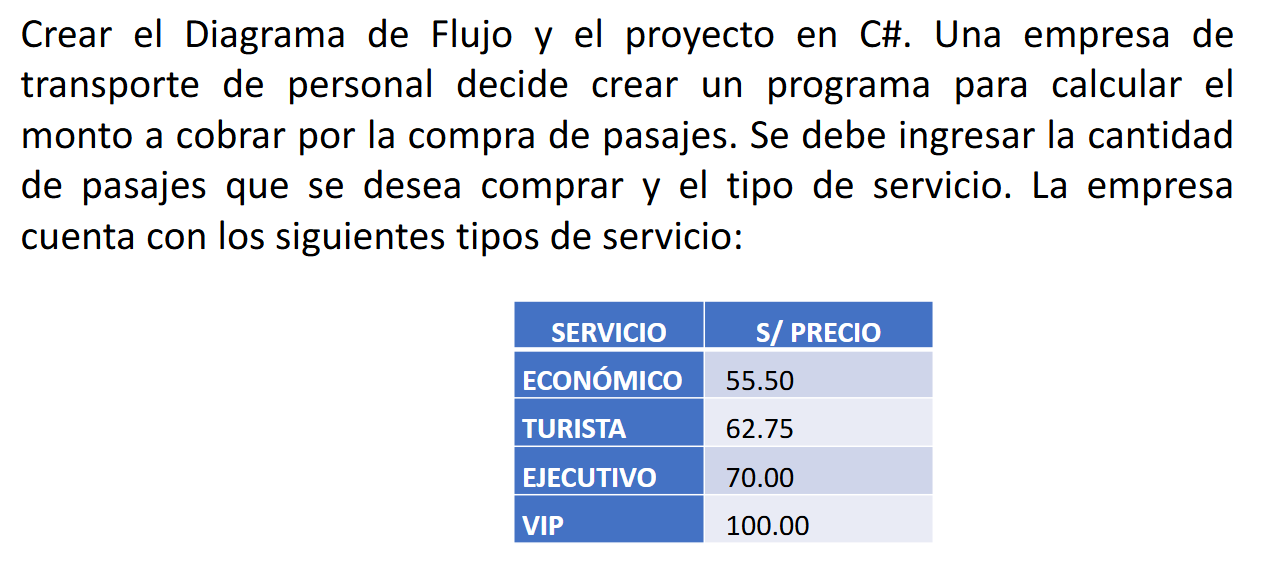 Crear el Diagrama de Flujo y el proyecto en C#. Una empresa de
transporte de personal decide crear un programa para calcular el
monto a cobrar por la compra de pasajes. Se debe ingresar la cantidad
de pasajes que se desea comprar y el tipo de servicio. La empresa
cuenta con los siguientes tipos de servicio:
SERVICIO S/ PRECIO
ECONÓMICO 55.50
TURISTA 62.75
EJECUTIVO 70.00
VIP 100.00